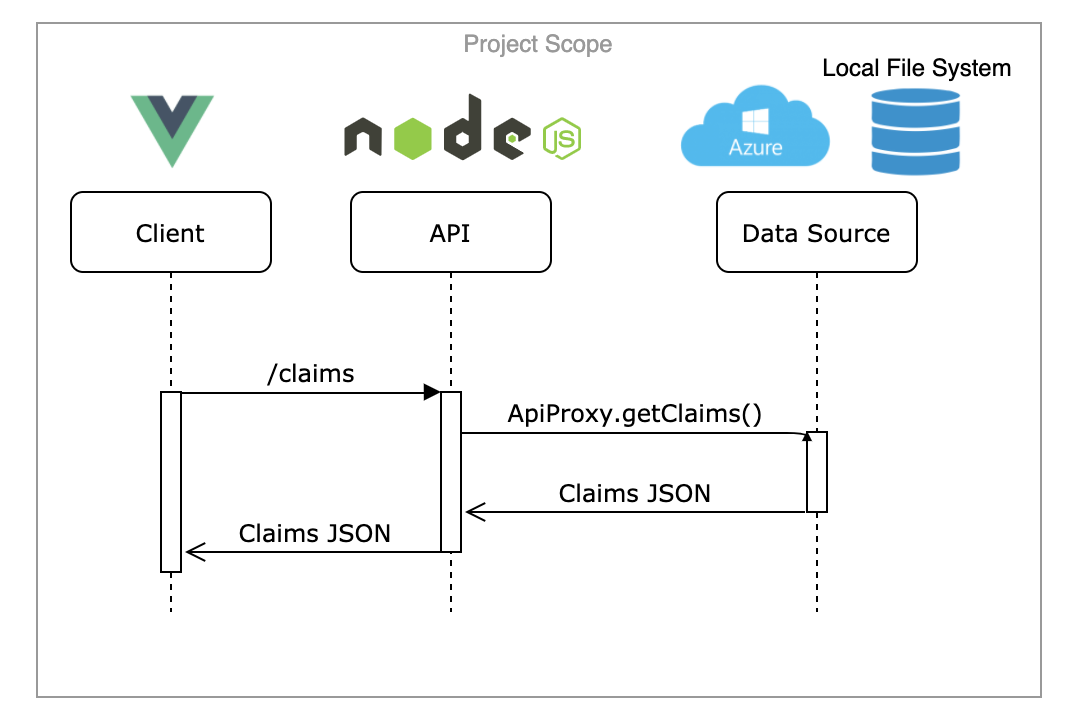 Project Scope
Local File System
node
JS
Azure
Client
API
Data Source
/claims
ApiProxy.getClaims()
Claims JSON
Claims JSON